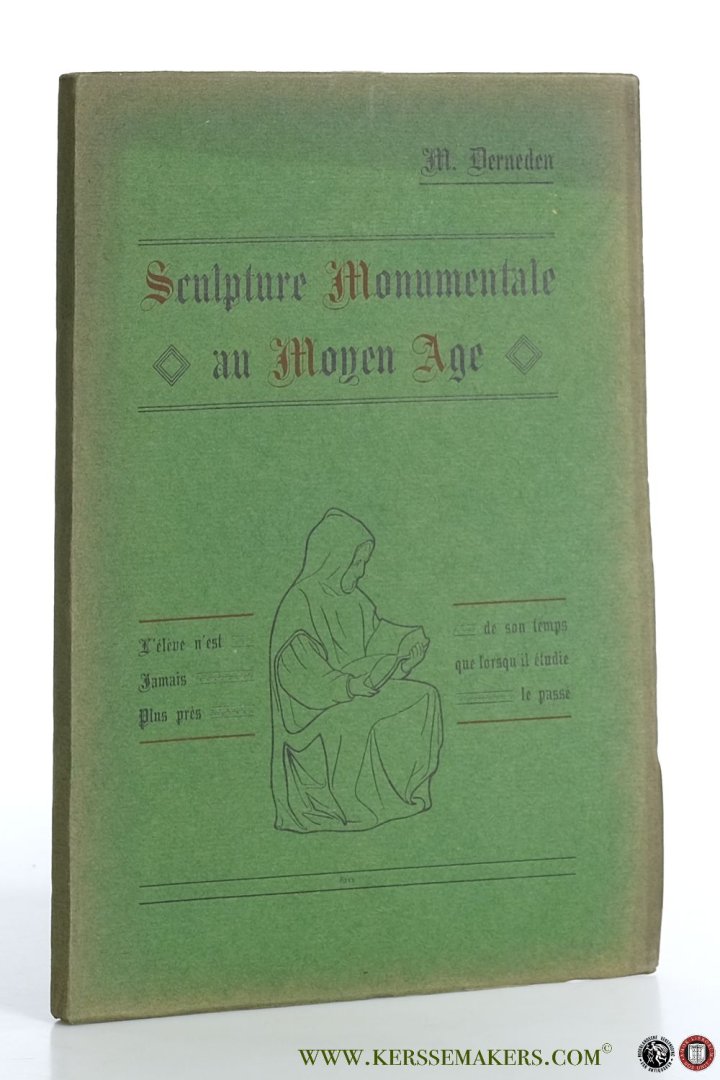 M. Derneden
Sculpture Monumentale
au Moyen Age
L'élève n'est
Jamais
Plus près
de son temps
que lorsqu'il étudie
le passé
WWW.KERSSEMAKERS.COM©